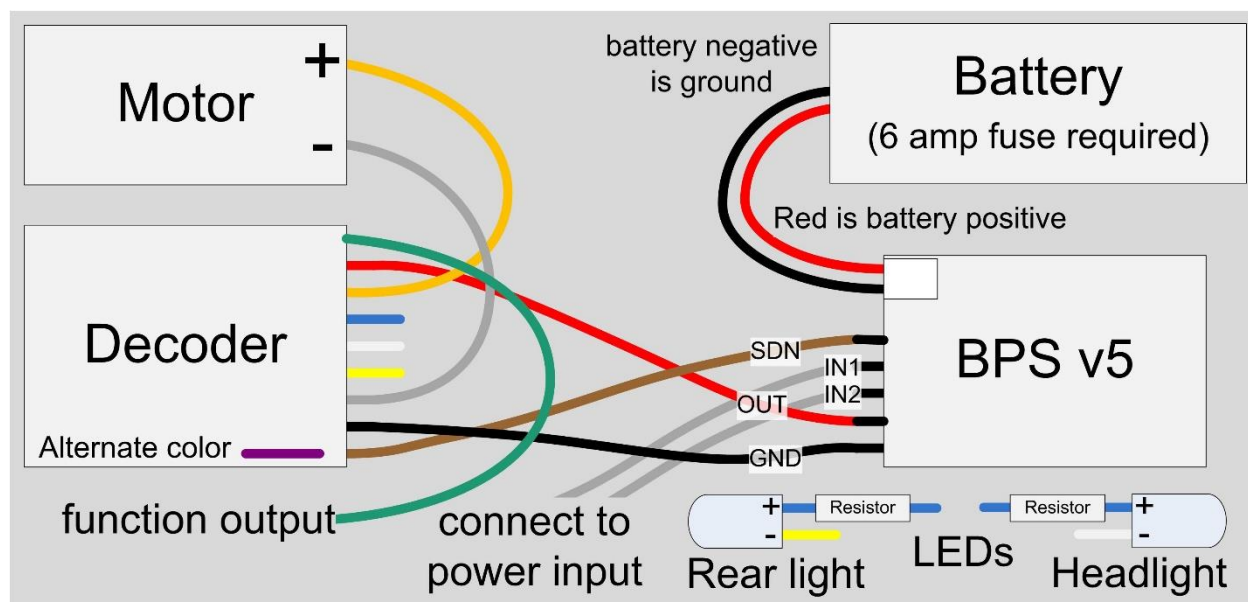 Motor
+
-
battery negative
is ground
Battery
(6 amp fuse required)
Red is battery positive
Decoder
Alternate color
function output
SDN
IN1
IN2
OUT
GND
BPS v5
connect to
power input
+
-
Resistor
Rear light
LEDs
Resistor
+
-
Headlight